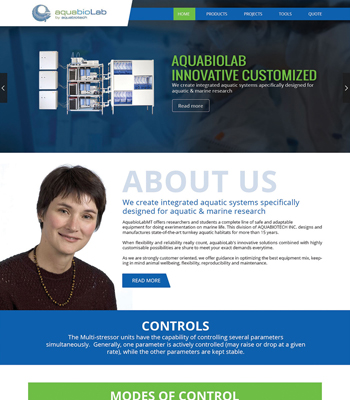 aquabioLab
by aquabiotech
HOME PRODUCTS PROJECTS TOOLS QUOTE
AQUABIOLAB
INNOVATIVE CUSTOMIZED
We create integrated aquatic systems apecifically designed for
aquatic & marine research
Read more
ABOUT US
We create integrated aquatic systems specifically
designed for aquatic & marine research
AquabioLabMT offers researchers and students a complete line of safe and adaptable
equipment for doing exerimentation on marine life. This division of AQUABIOTECH INC. designs and
manufactures state-of-the-art turnkey aquatic habitats for more than 15 years.
When flexibility and reliability really count, aquabioLab's innovative solutions combined with highly
customisable possibilities are share to meet your exact demands everytime.
As we are strongly customer oriented, we offer guidance in optimizing the best equipment mix, keep-
ing in mind animal wellbeing, flexibility, reproducibility and maintenance.
READ MORE
CONTROLS
The Multi-stressor units have the capability of controlling several parameters
simultaneously. Generally, one parameter is actively controlled (may raise or drop at a given
rate), while the other parameters are kept stable.
MODES OF CONTROL